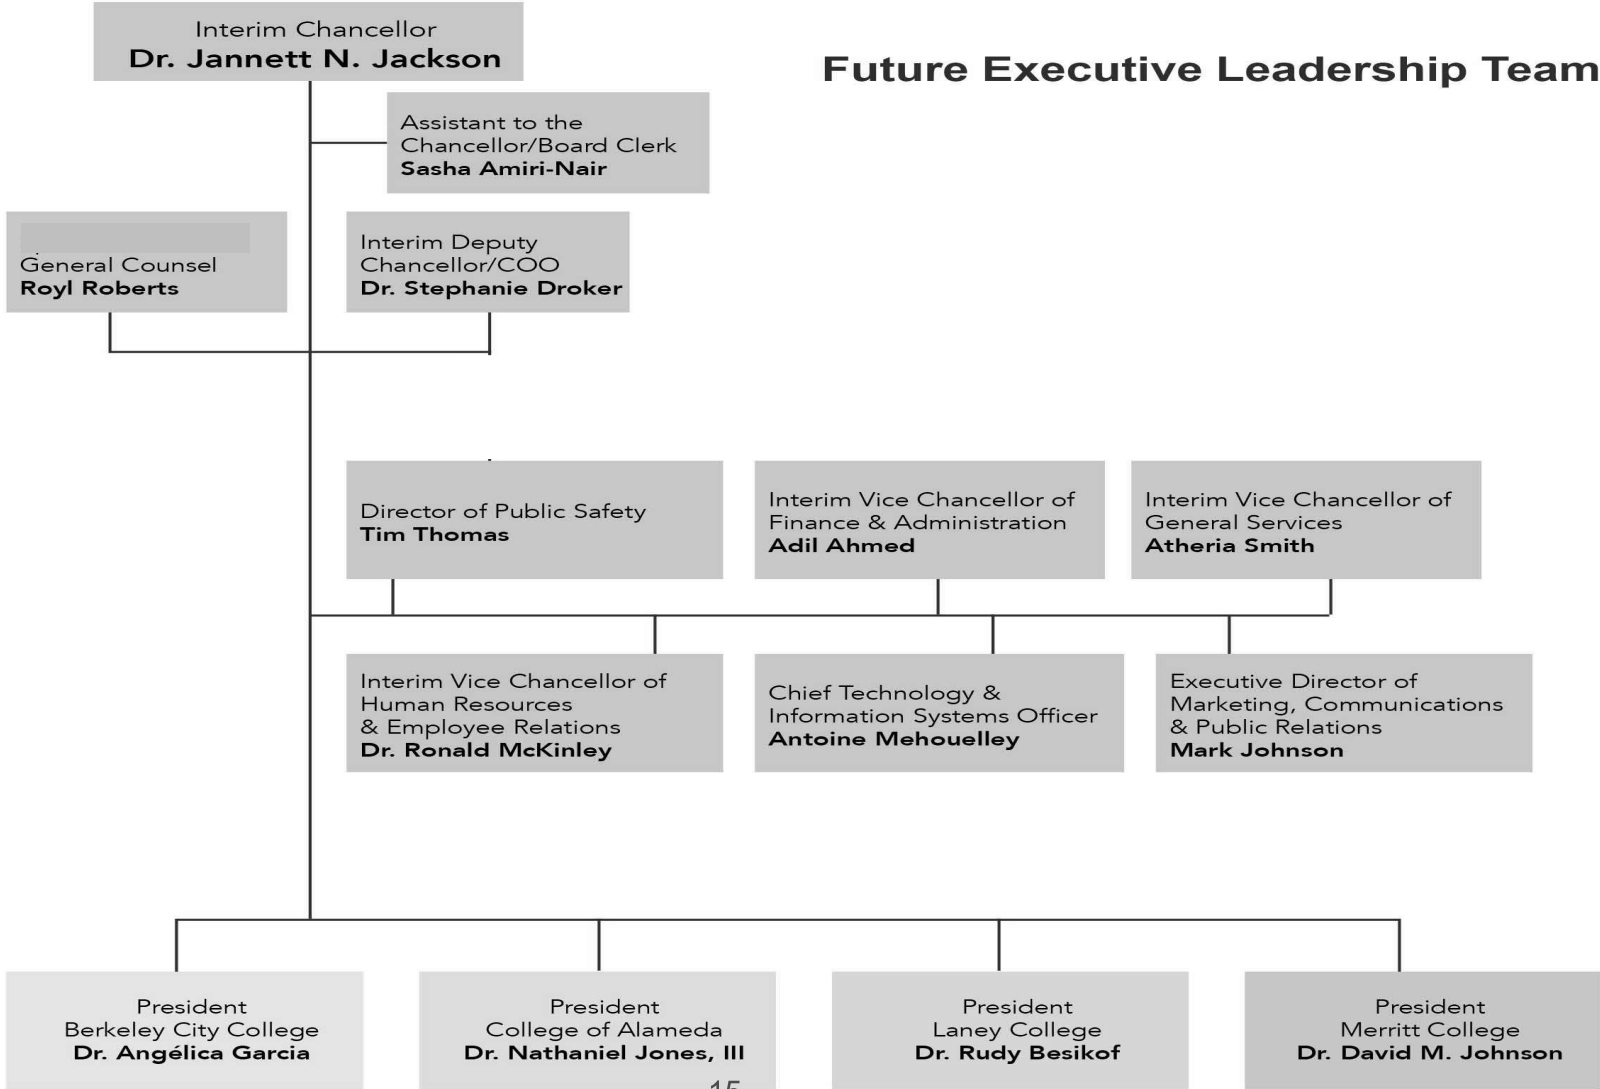 Interim Chancellor
Dr. Jannett N. Jackson
Future Executive Leadership Team
Assistant to the
Chancellor/Board Clerk
Sasha Amiri-Nair
General Counsel
Royl Roberts
Interim Deputy
Chancellor/COO
Dr. Stephanie Droker
Director of Public Safety
Tim Thomas
Interim Vice Chancellor of
Finance & Administration
Adil Ahmed
Interim Vice Chancellor of
General Services
Atheria Smith
Interim Vice Chancellor of
Human Resources
& Employee Relations
Dr. Ronald McKinley
Chief Technology &
Information Systems Officer
Antoine Mehouelley
Executive Director of
Marketing, Communications
& Public Relations
Mark Johnson
President
Berkeley City College
Dr. Angélica Garcia
President
College of Alameda
Dr. Nathaniel Jones, III
President
Laney College
Dr. Rudy Besikof
President
Merritt College
Dr. David M. Johnson
15